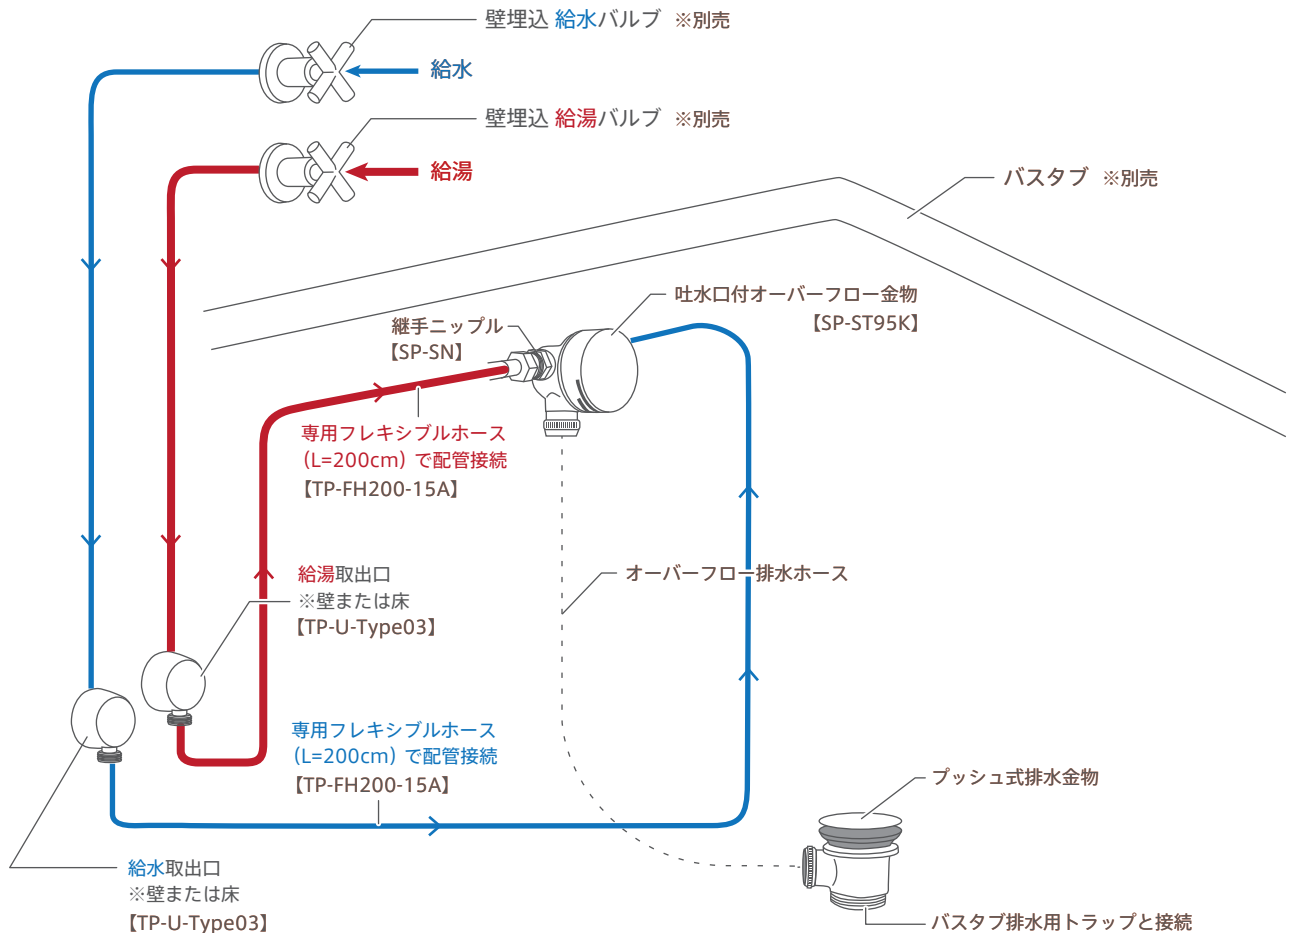 壁埋込 給水バルブ ※別売
給水
壁埋込 給湯バルブ ※別売
給湯
バスタブ ※別売
吐水口付オーバーフロー金物
【SP-ST95K】
継手ニップル
【SP-SN】
専用フレキシブルホース
(L=200cm) で配管接続
【TP-FH200-15A】
オーバーフロー排水ホース
給湯取出口
※壁または床
【TP-U-Type03】
専用フレキシブルホース
(L=200cm) で配管接続
【TP-FH200-15A】
プッシュ式排水金物
給水取出口
※壁または床
【TP-U-Type03】
バスタブ排水用トラップと接続